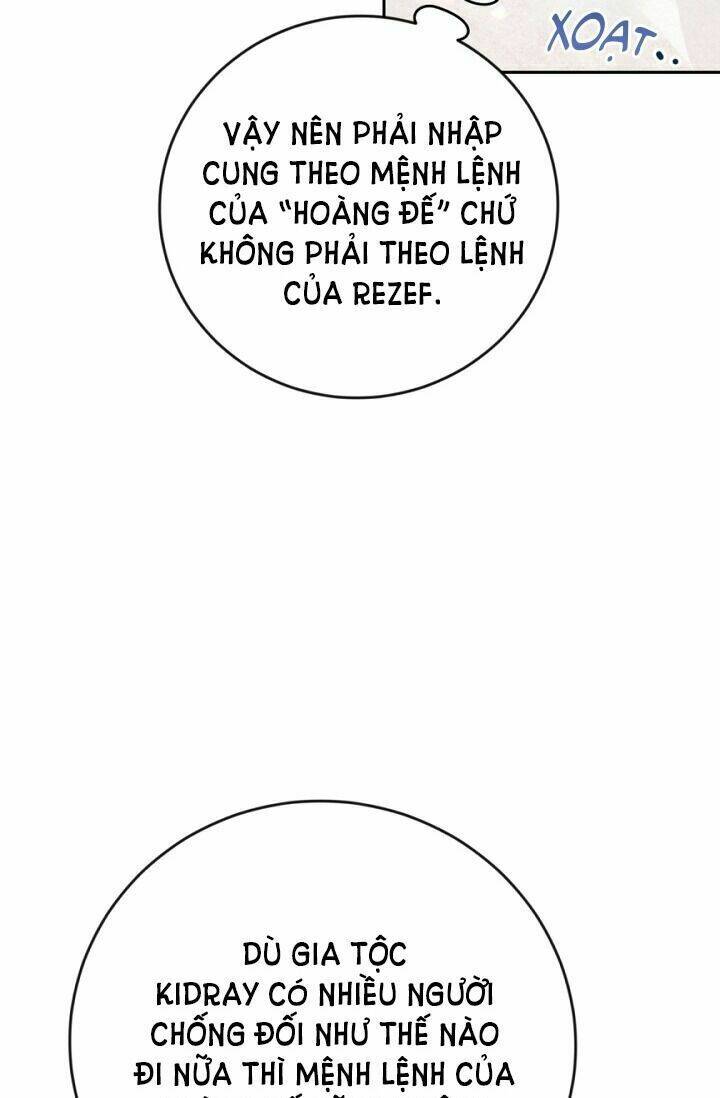 XOẠT..
VẬY NÊN PHẢI NHẬP
CUNG THEO MỆNH LỆNH
CỦA “HOÀNG ĐẾ” CHỨ
KHÔNG PHẢI THEO LỆNH
CỦA REZEF.
DÙ GIA TỘC
KIDRAY CÓ NHIỀU NGƯỜI
CHỐNG ĐỐI NHƯ THẾ NÀO
ĐI NỮA THÌ MỆNH LỆNH CỦA